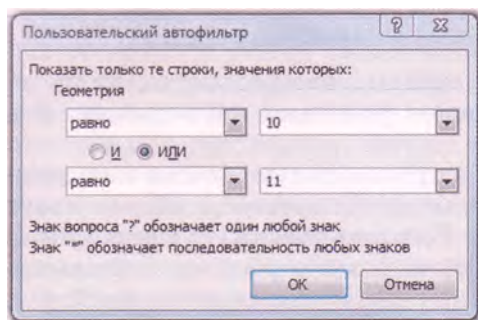 Пользовательский автофильтр
Показать только те строки, значения которых:
Геометрия
равно 10
И ИЛИ
равно 11
Знак вопроса "?" обозначает один любой знак
Знак "*" обозначает последовательность любых знаков
ОК Отмена